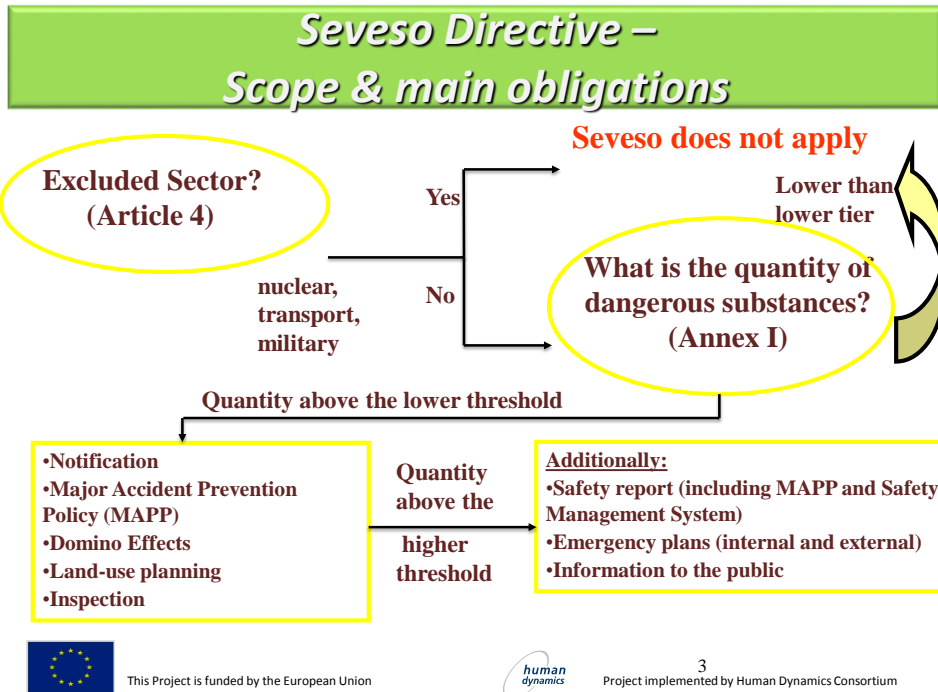 Seveso Directive –
Scope & main obligations
Seveso does not apply
Excluded Sector?
(Article 4)
Yes
Lower than
lower tier
nuclear,
transport,
military
No
What is the quantity of
dangerous substances?
(Annex I)
Quantity above the lower threshold
•Notification
•Major Accident Prevention
Policy (MAPP)
•Domino Effects
•Land-use planning
•Inspection
Quantity
above the
higher
threshold
Additionally:
•Safety report (including MAPP and Safety
Management System)
•Emergency plans (internal and external)
•Information to the public
This Project is funded by the European Union
human
dynamics
3
Project implemented by Human Dynamics Consortium